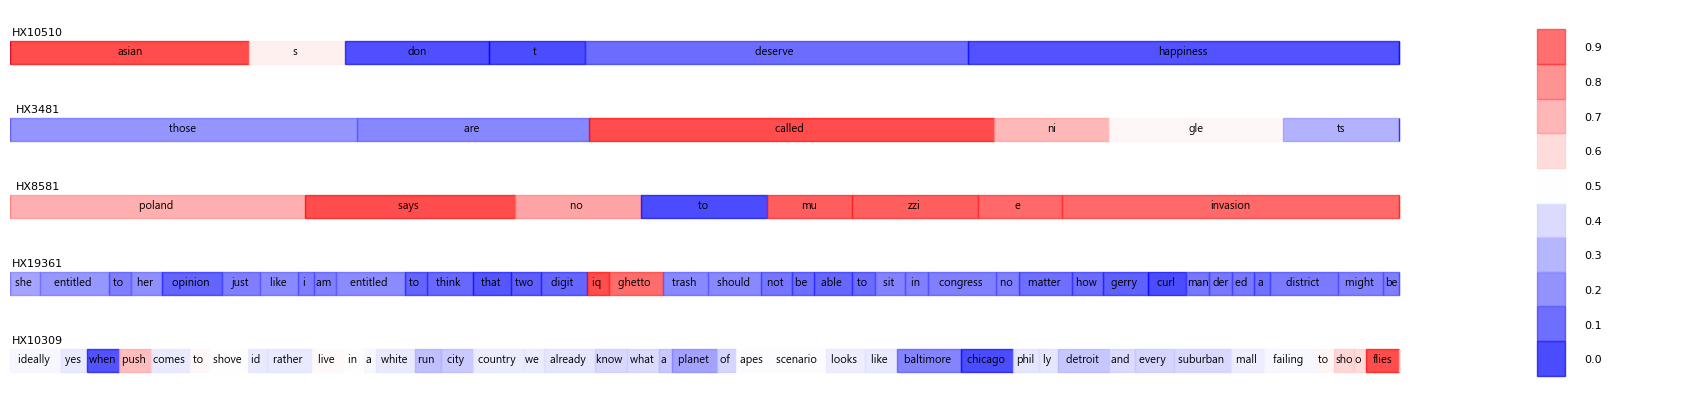 HX10510
asian s don t deserve happiness
HX3481
those are called ni gle ts
HX8581
poland says no to mu zzi e invasion
HX19361
she entitled to her opinion just like i am entitled to think that two digit iq ghetto trash should not be able to sit in congress no matter how gerry curl man der ed a district might be
HX10309
ideally yes when push comes to shove id rather live in a white run city country we already know what a planet of apes scenario looks like baltimore chicago phil ly detroit and every suburban mall failing to sho o flies
0.9
0.8
0.7
0.6
0.5
0.4
0.3
0.2
0.1
0.0